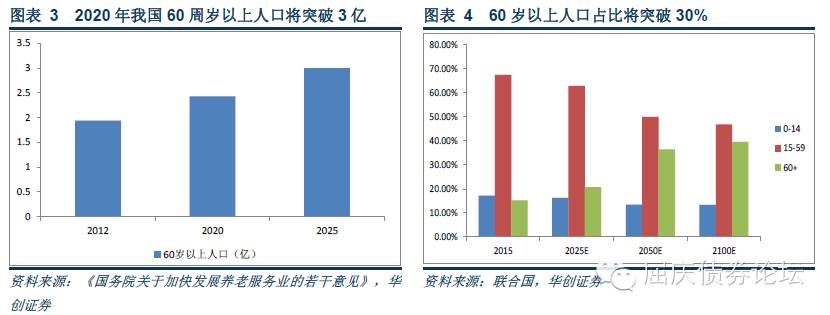 图表 3 2020 年我国 60 周岁以上人口将突破 3 亿
3.5
3
2.5
2
1.5
1
0.5
0
2012 2020 2025
60岁以上人口（亿）
资料来源：《国务院关于加快发展养老服务业的若干意见》，华
创证券
图表 4 60 岁以上人口占比将突破 30%
80.00%
70.00%
60.00%
50.00%
40.00%
30.00%
20.00%
10.00%
0.00%
2015 2025E 2050E 2100E
0-14
15-59
60+
资料来源：联合国，华创证券
屈庆债券论坛